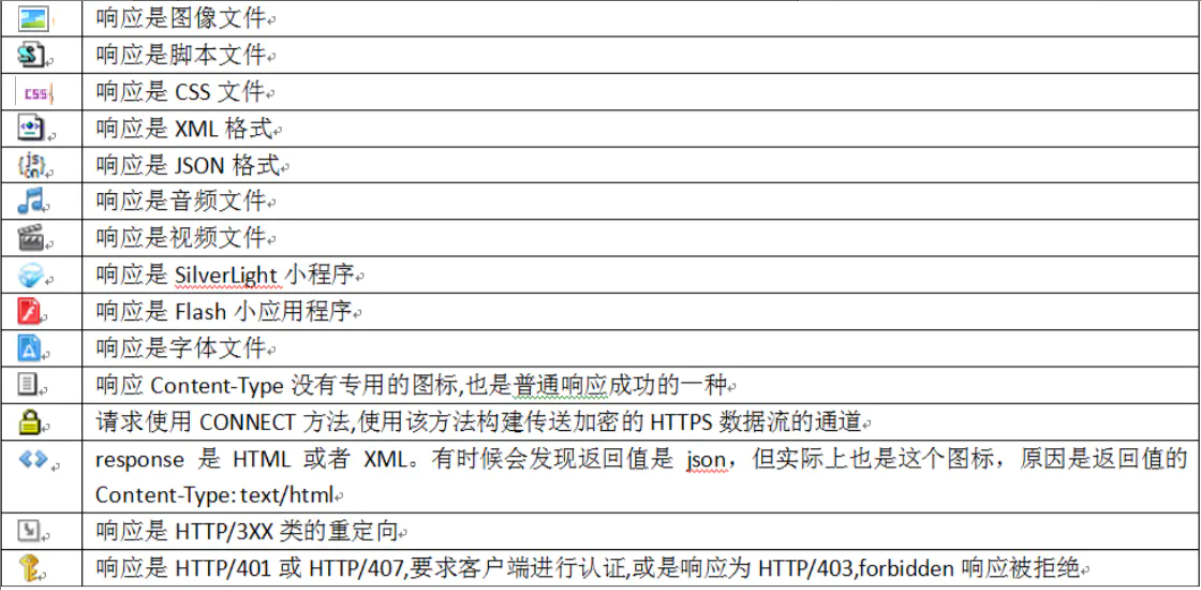 响应是图像文件
响应是脚本文件
css 响应是 CSS 文件
响应是 XML 格式
{js on} 响应是 JSON 格式
响应是音频文件
响应是视频文件
响应是 SilverLight 小程序
响应是 Flash 小应用程序
A 响应是字体文件
响应 Content-Type 没有专用的图标,也是普通响应成功的一种
请求使用 CONNECT 方法,使用该方法构建传送加密的 HTTPS 数据流的通道
response 是 HTML 或者 XML。有时候会发现返回值是 json，但实际上也是这个图标，原因是返回值的
Content-Type: text/html
响应是 HTTP/3XX 类的重定向
响应是 HTTP/401 或 HTTP/407,要求客户端进行认证,或是响应为 HTTP/403,forbidden 响应被拒绝